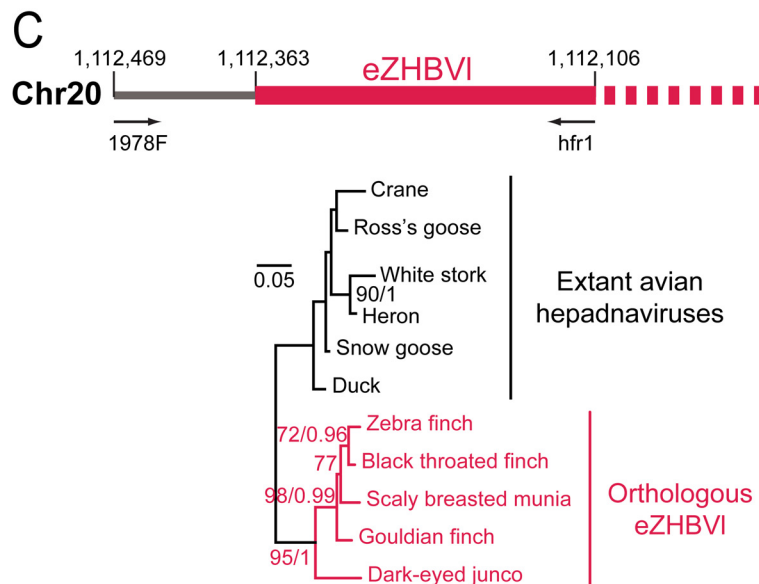 C
1,112,469
1,112,363
eZHBVl
1,112,106
Chr20
1978F
hfr1
Crane
Ross's goose
White stork
0.05
90/1
Heron
Snow goose
Duck
Extant avian
hepadnaviruses
Zebra finch
72/0.96
Black throated finch
77
98/0.99
Scaly breasted munia
Gouldian finch
95/1
Dark-eyed junco
Orthologous
eZHBVl